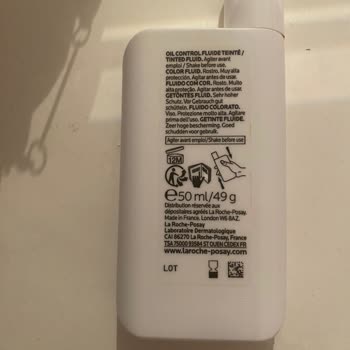 OIL CONTROL FLUIDE TEINTÉ/
TINTED FLUID. Agiter avant
emploi / Shake before use.
COLOR FLUID. Rostro. Muy alta
protección. Agitar antes de usar.
FLUIDO COM COR. Rosto. Muito
alta proteção. Agitar antes de usar.
GETÖNTES FLUID. Sehr hoher
Schutz. Vor Gebrauch gut
schütteln. FLUIDO COLORATO.
Viso. Protezione molto alta. Agitare
prima dell'uso. GETINTE FLUIDE.
Zeer hoge bescherming. Goed
schudden voor gebruik.
Agiter avant emploi/Shake before use
12M
℮50 ml/49 g
Distribution réservée aux
dépositaires agréés La Roche-Posay.
Made in France. London W6 8AZ.
La Roche-Posay
Laboratoire Dermatologique
CAI 86270 La Roche-Posay, France
TSA 75000 93584 ST OUEN CEDEX FR
www.laroche-posay.com
LOT